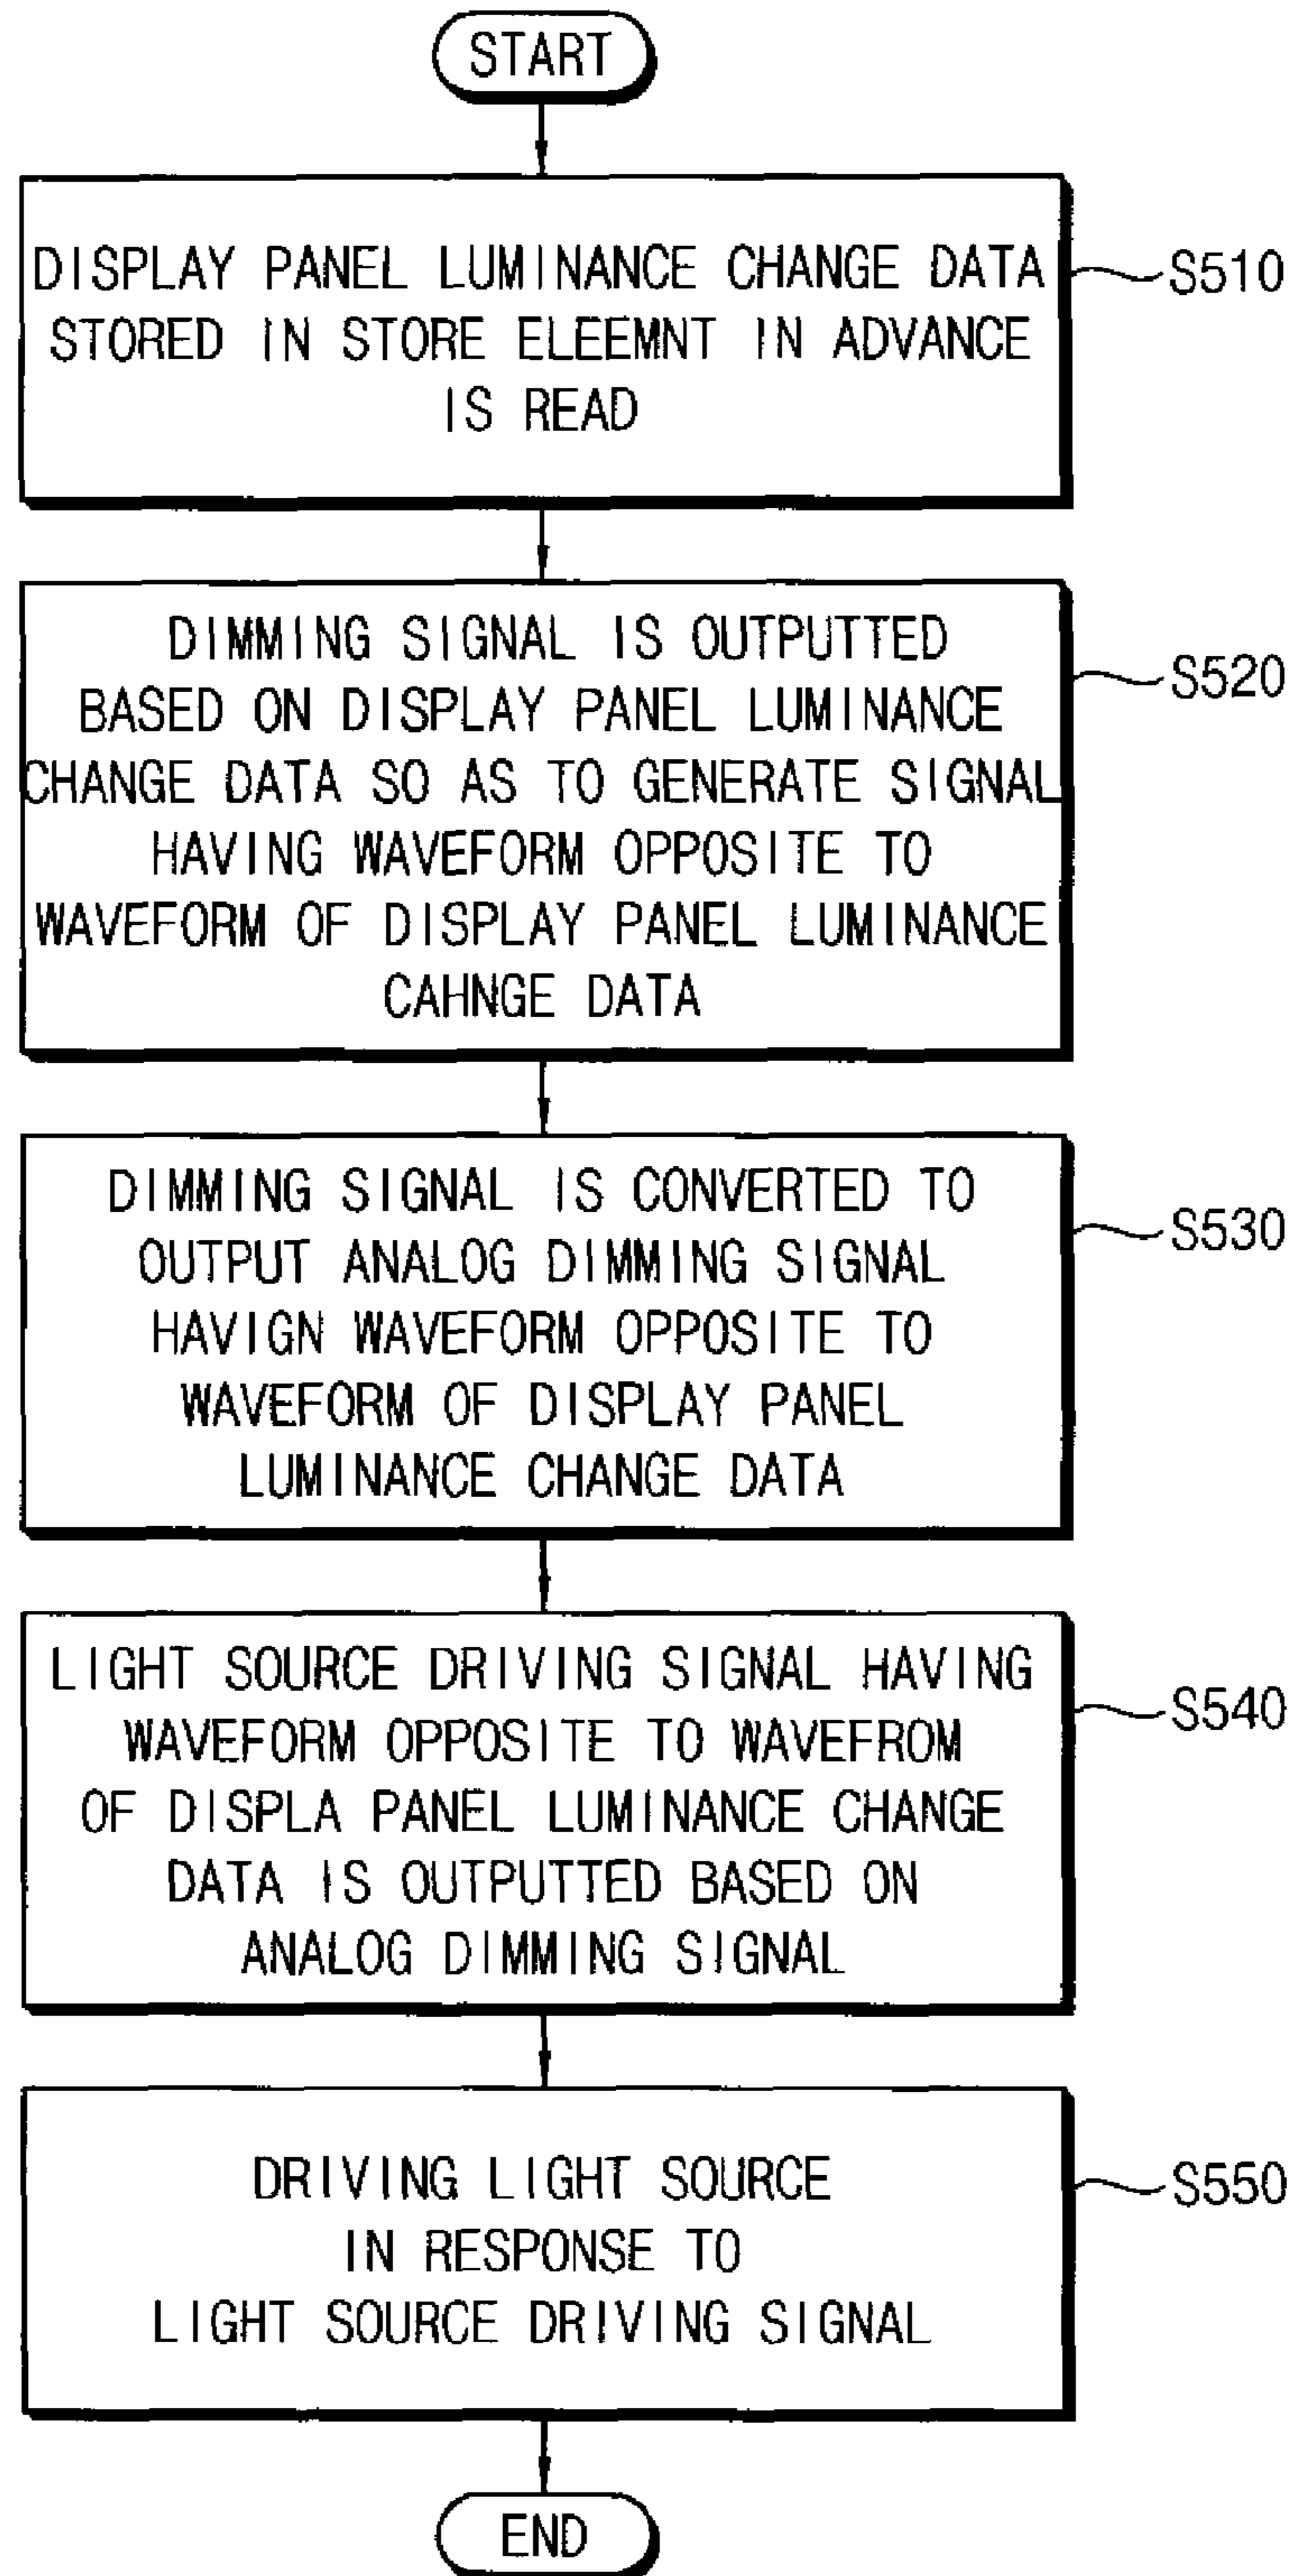 START
DISPLAY PANEL LUMINANCE CHANGE DATA
STORED IN STORE ELEEMNT IN ADVANCE
IS READ
S510
DIMMING SIGNAL IS OUTPUTTED
BASED ON DISPLAY PANEL LUMINANCE
CHANGE DATA SO AS TO GENERATE SIGNAL
HAVING WAVEFORM OPPOSITE TO
WAVEFORM OF DISPLAY PANEL LUMINANCE
CAHNGE DATA
S520
DIMMING SIGNAL IS CONVERTED TO
OUTPUT ANALOG DIMMING SIGNAL
HAVIGN WAVEFORM OPPOSITE TO
WAVEFORM OF DISPLAY PANEL
LUMINANCE CHANGE DATA
S530
LIGHT SOURCE DRIVING SIGNAL HAVING
WAVEFORM OPPOSITE TO WAVEFROM
OF DISPLA PANEL LUMINANCE CHANGE
DATA IS OUTPUTTED BASED ON
ANALOG DIMMING SIGNAL
S540
DRIVING LIGHT SOURCE
IN RESPONSE TO
LIGHT SOURCE DRIVING SIGNAL
S550
END